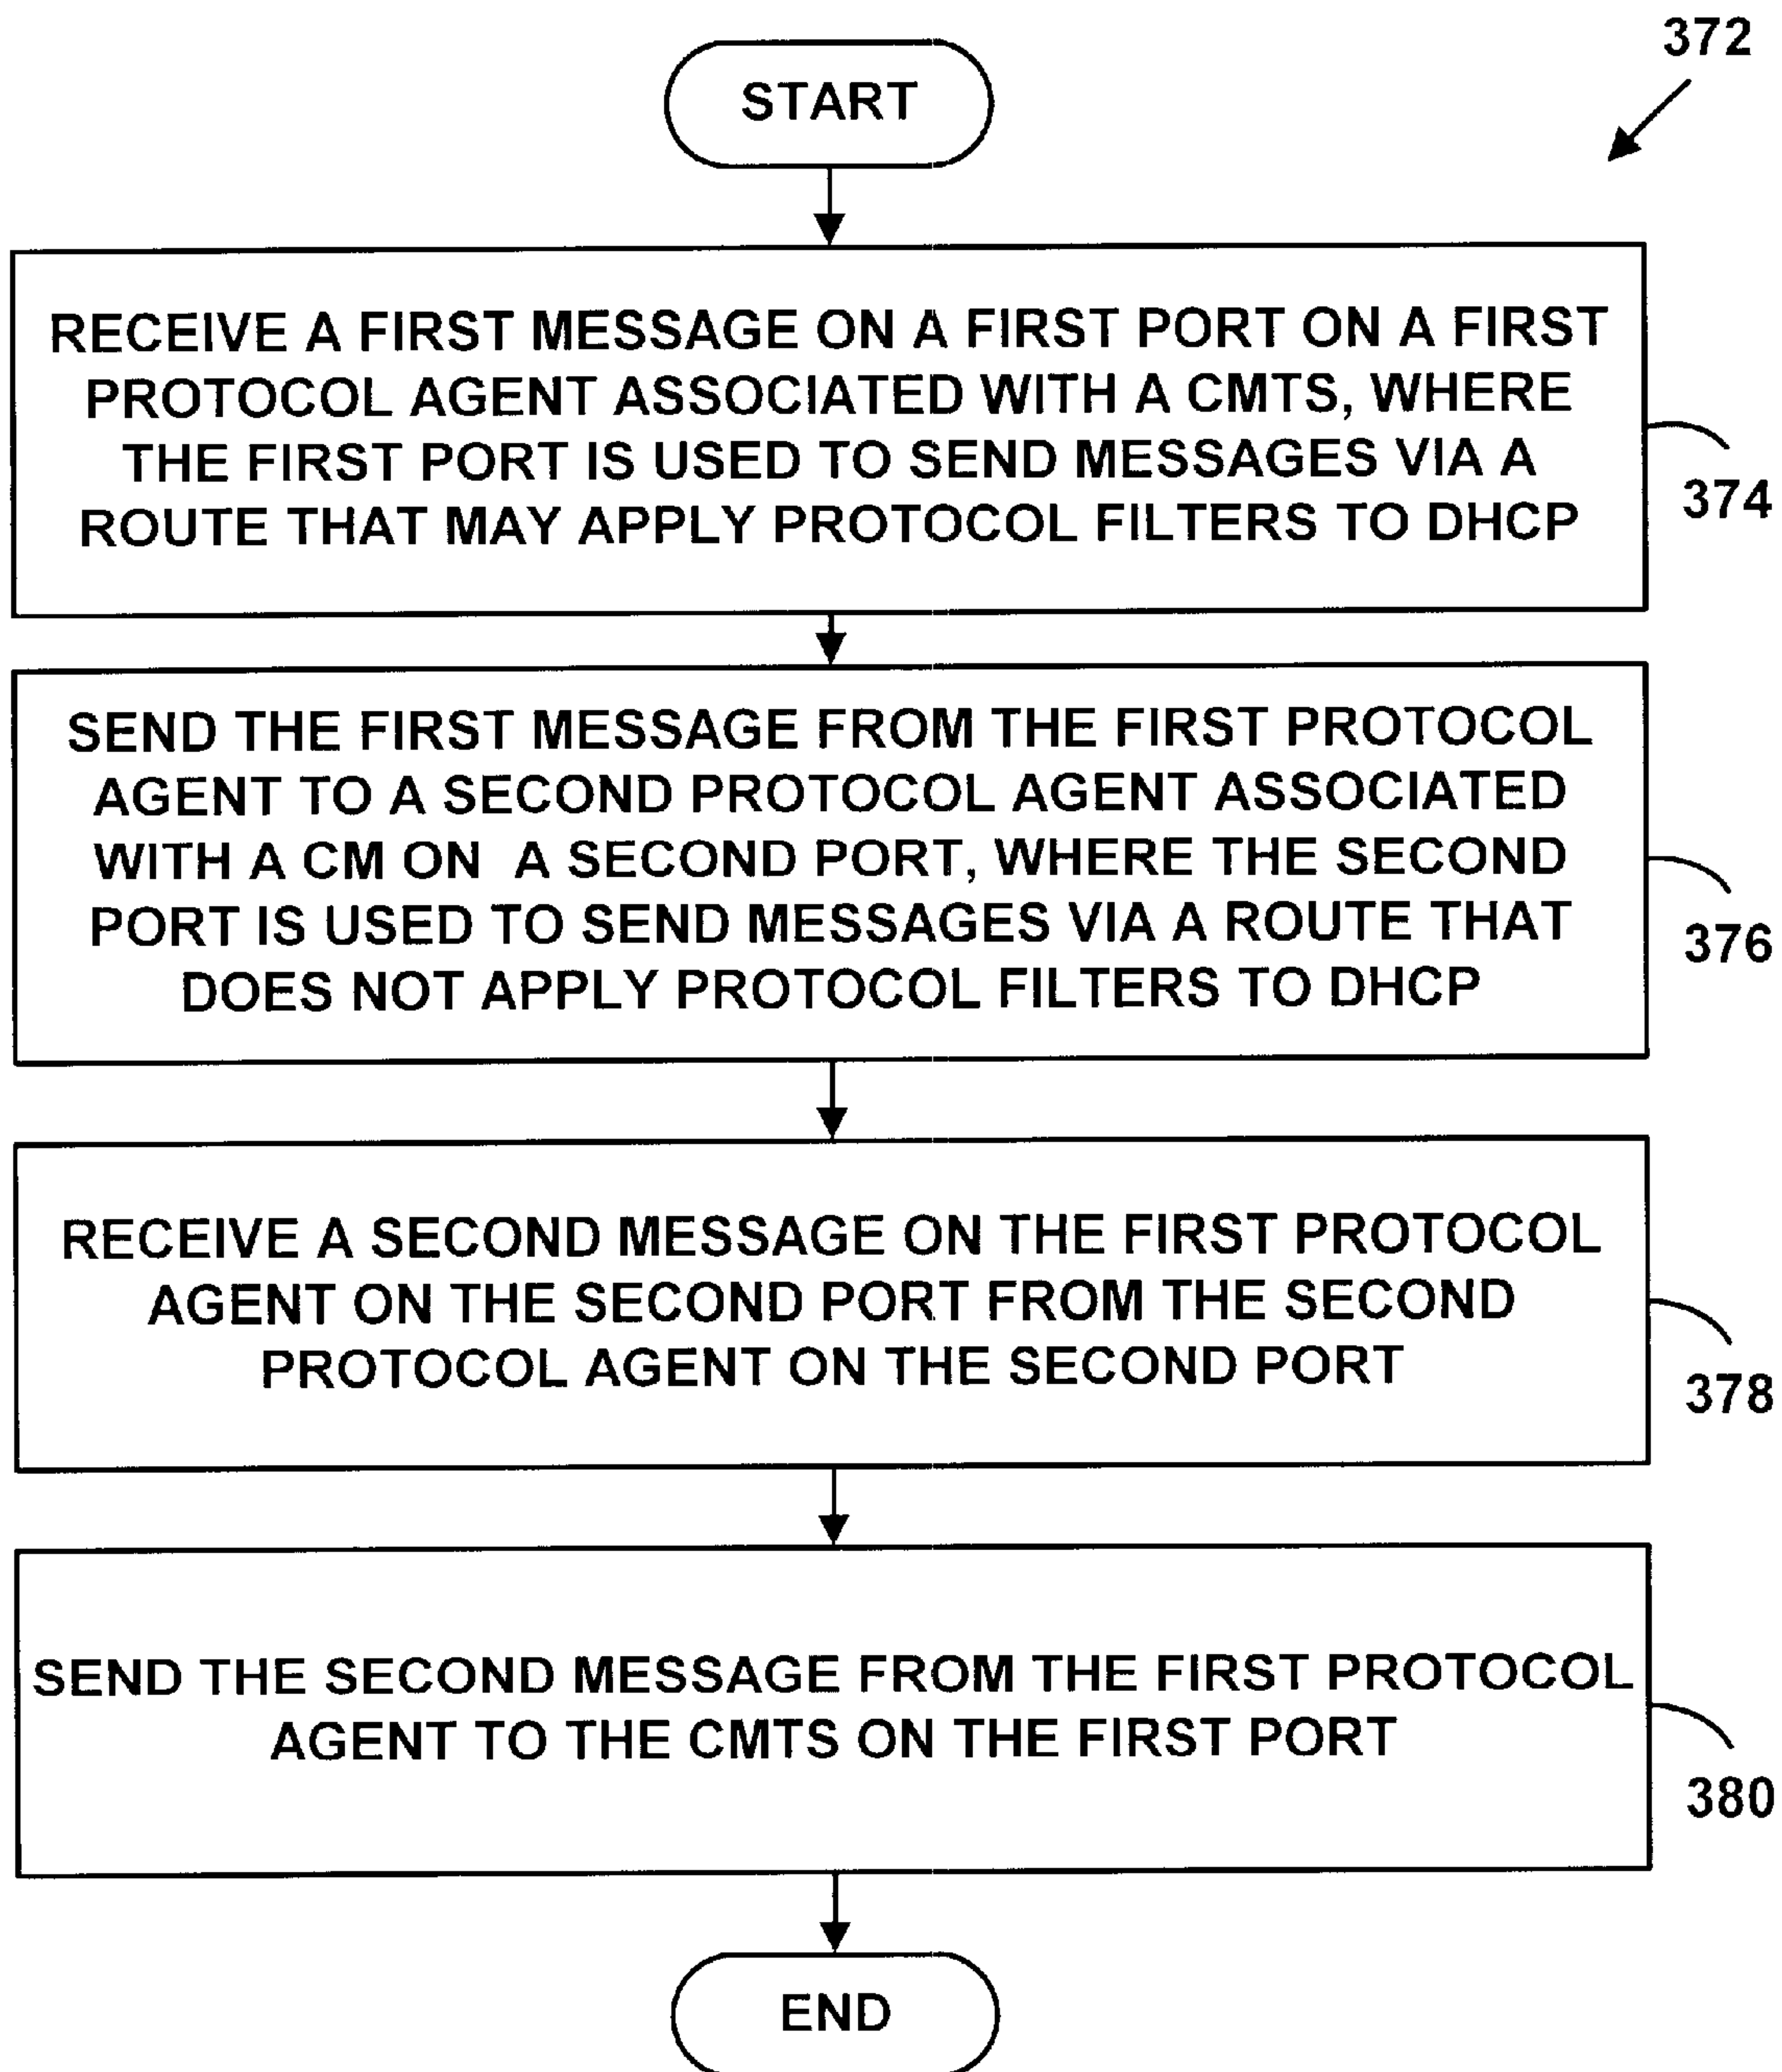 372
START
RECEIVE A FIRST MESSAGE ON A FIRST PORT ON A FIRST
PROTOCOL AGENT ASSOCIATED WITH A CMTS, WHERE
THE FIRST PORT IS USED TO SEND MESSAGES VIA A
ROUTE THAT MAY APPLY PROTOCOL FILTERS TO DHCP
374
SEND THE FIRST MESSAGE FROM THE FIRST PROTOCOL
AGENT TO A SECOND PROTOCOL AGENT ASSOCIATED
WITH A CM ON A SECOND PORT, WHERE THE SECOND
PORT IS USED TO SEND MESSAGES VIA A ROUTE THAT
DOES NOT APPLY PROTOCOL FILTERS TO DHCP
376
RECEIVE A SECOND MESSAGE ON THE FIRST PROTOCOL
AGENT ON THE SECOND PORT FROM THE SECOND
PROTOCOL AGENT ON THE SECOND PORT
378
SEND THE SECOND MESSAGE FROM THE FIRST PROTOCOL
AGENT TO THE CMTS ON THE FIRST PORT
380
END